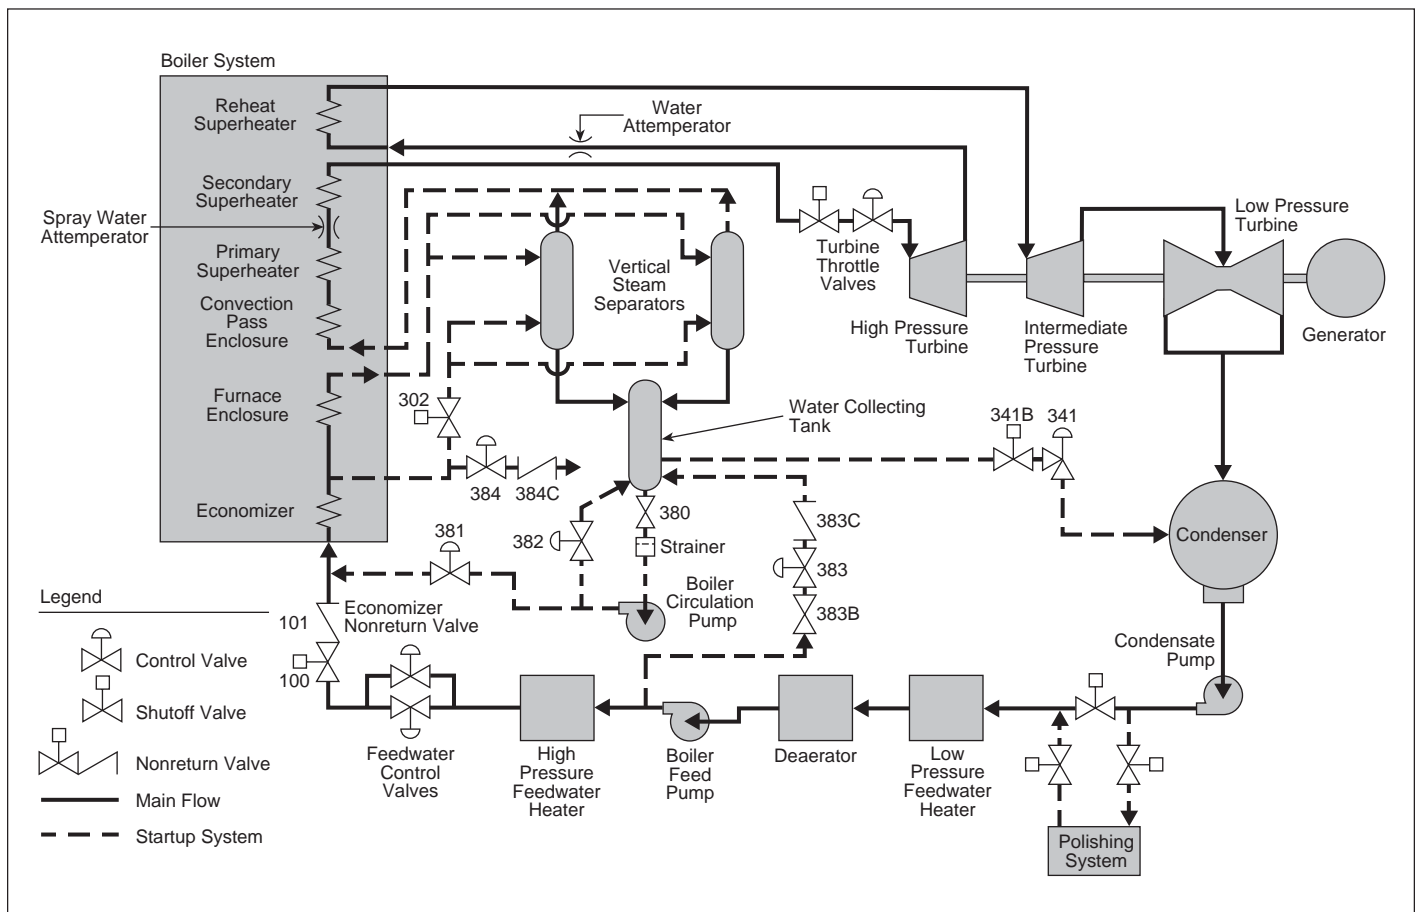 Boiler System
Reheat
Superheater
Water
Attemperator
Secondary
Superheater
Spray Water
Attemperator
Primary
Superheater
Convection
Pass
Enclosure
Furnace
Enclosure
Economizer
Vertical
Steam
Separators
Turbine
Throttle
Valves
High Pressure
Turbine
Intermediate
Pressure
Turbine
Low Pressure
Turbine
Generator
302
384
384C
Water Collecting
Tank
341B
341
380
Strainer
382
381
383C
383
383B
Boiler
Circulation
Pump
Condenser
Condensate
Pump
Economizer
Nonreturn Valve
101
100
Feedwater
Control
Valves
High
Pressure
Feedwater
Heater
Boiler
Feed
Pump
Deaerator
Low
Pressure
Feedwater
Heater
Polishing
System
Legend
Control Valve
Shutoff Valve
Nonreturn Valve
Main Flow
Startup System